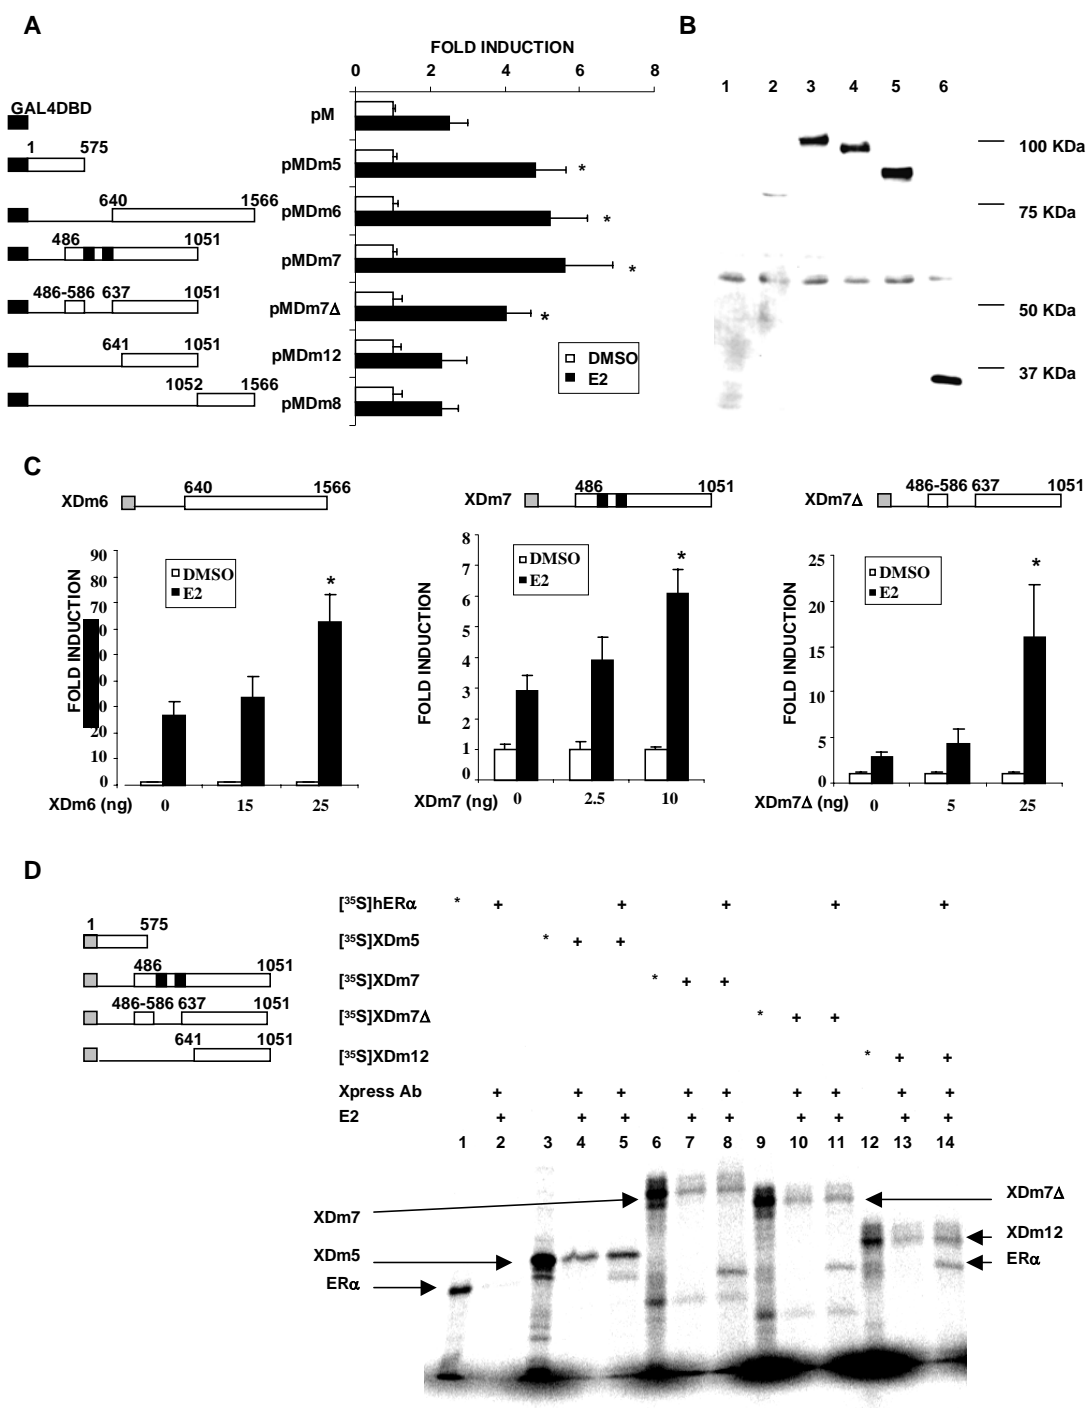 A
FOLD INDUCTION
0 2 4 6 8
GAL4DBD
pM
1 575
pMDm5 *
640 1566
pMDm6 *
486 1051
pMDm7 *
486-586 637 1051
pMDm7Δ *
641 1051
pMDm12
1052 1566
pMDm8
DMSO
E2
B
1 2 3 4 5 6
100 KDa
75 KDa
50 KDa
37 KDa
C
XDm6
640 1566
FOLD INDUCTION
90
80
70
20
10
0
DMSO
E2
*
XDm6 (ng) 0 15 25
XDm7
486 1051
FOLD INDUCTION
8
7
6
5
4
3
2
1
0
DMSO
E2
*
XDm7 (ng) 0 2.5 10
XDm7Δ
486-586 637 1051
FOLD INDUCTION
25
20
15
10
5
0
DMSO
E2
*
XDm7Δ (ng) 0 5 25
D
1 575
486 1051
486-586 637 1051
641 1051
[35S]hERα * + + + + +
[35S]XDm5 * + +
[35S]XDm7 * + +
[35S]XDm7Δ * + +
[35S]XDm12 * + +
Xpress Ab + + + + + + + + +
E2 + + + + + + + + +
1 2 3 4 5 6 7 8 9 10 11 12 13 14
XDm7
XDm5
ERα
XDm7Δ
XDm12
ERα